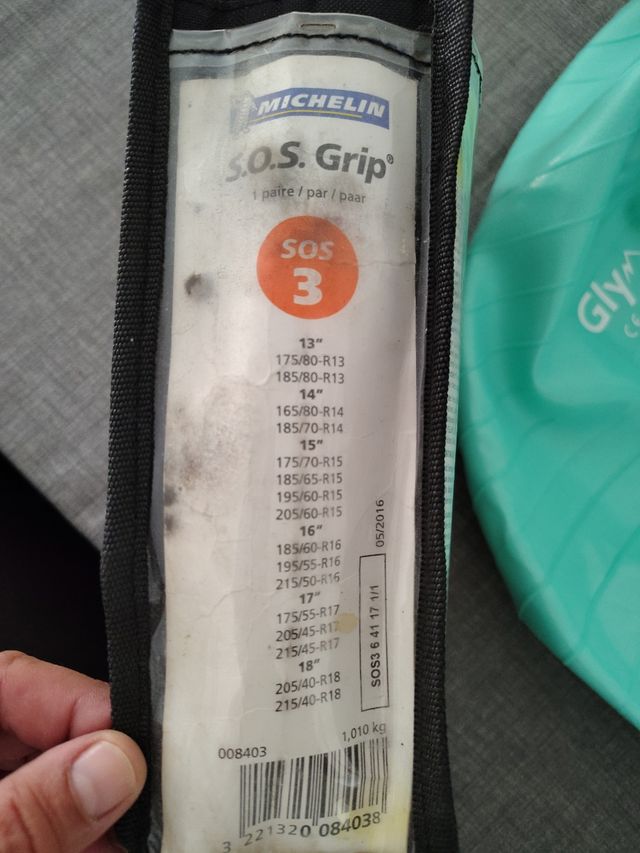 MICHELIN
S.O.S. Grip®
1 paire / par / paar
SOS
3
13"
175/80-R13
185/80-R13
14"
165/80-R14
185/70-R14
15"
175/70-R15
185/65-R15
195/60-R15
205/60-R15
16"
185/60-R16
195/55-R16
215/50-R16
17"
175/55-R17
205/45-R17
215/45-R17
18"
205/40-R18
215/40-R18
SOS3 6 41 17 1/1
05/2016
1,010 kg
008403
3 221320 084038
Gly
CE